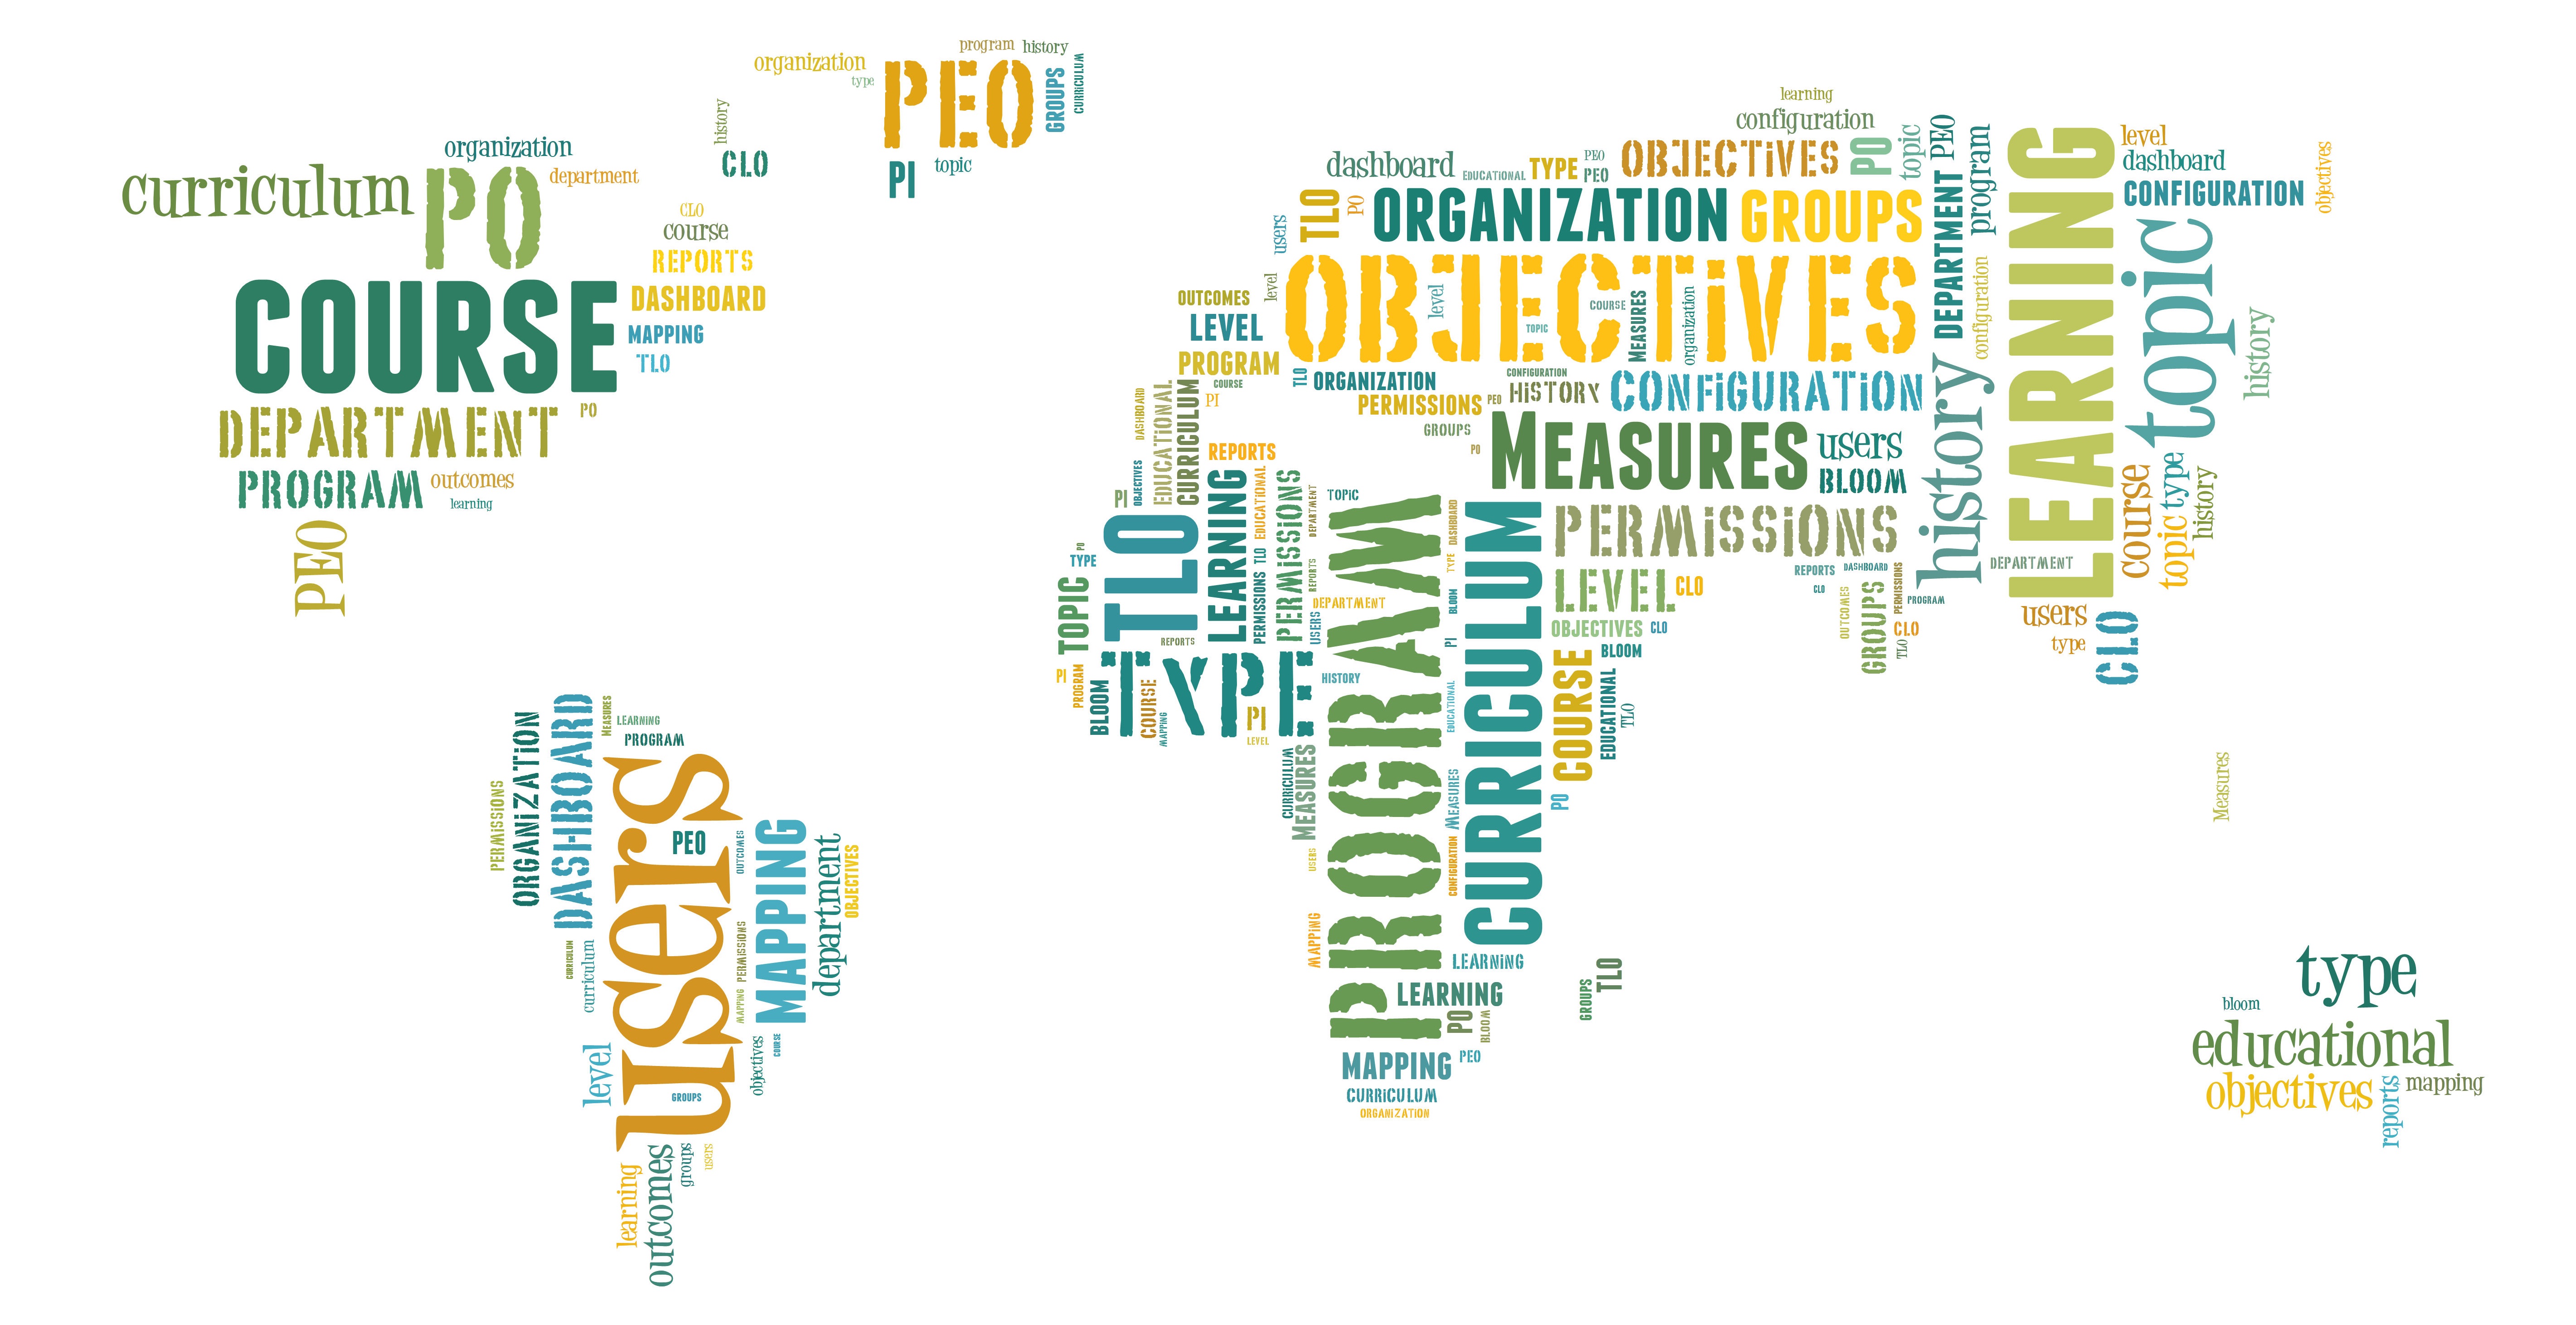 program history
organization
type
PEO
GROUPS
CURRiCULUM
PI
topic
history
CLO
organization
curriculum
PO
department
CLO
course
REPORTS
COURSE
DASHBOARD
MAPPING
TLO
DEPARTMENT
PO
PROGRAM
outcomes
learning
PEO
DASHBOARD
ORGANiZATiON
PERMiSSiONS
MEASURES
LEARNING
PROGRAM
users
PEO
OUTCOMES
MAPPING
department
OBJECTIVES
PERMiSSiONS
MAPPING
CURRICULUM
curriculum
level
GROUPS
objectives
COURSE
learning
outcomes
groups
users
learning
configuration
dashboard
EDUCATIONAL
TYPE
PEO
PEO
OBJECTiVES
PO
topic
PEO
DEPARTMENT
program
users
TLO
PO
ORGANIZATION
GROUPS
level
OBJECTiVES
level
TOPIC
COURSE
MEASURES
organization
configuration
OUTCOMES
LEVEL
PROGRAM
COURSE
PI
TLO
ORGANIZATION
CONFIGURATION
PERMISSIONS
PEO
HiSTORY
CONFiGURATiON
GROUPS
PO
MEASURES
users
BLOOM
history
LEARNING
level
dashboard
CONFIGURATION
objectives
topic
history
course
type
topic
history
DEPARTMENT
users
type
CLO
DASHBOARD
EDUCATiONAL
CURRICULUM
REPORTS
PI
OBJECTIVES
TLO
LEARNING
EDUCATIONAL
PERMISSIONS
TLO
PERMiSSiONS
DEPARTMENT
REPORTS
TOPIC
DEPARTMENT
USERS
PO
TYPE
TOPIC
REPORTS
PI
PROGRAM
BLOOM
TYPE
COURSE
MAPPING
PI
LEVEL
HISTORY
PROGRAM
DASHBOARD
TYPE
BLOOM
PI
EDUCATIONAL
MEASURES
CONFIGURATION
CURRICULUM
PERMiSSiONS
LEVEL
CLO
OBJECTIVES
CLO
BLOOM
COURSE
EDUCATIONAL
TLO
PO
REPORTS
DASHBOARD
CLO
OUTCOMES
GROUPS
PERMISSIONS
PROGRAM
CLO
TLO
CURRiCULUM
MEASURES
USERS
MAPPiNG
LEARNiNG
LEARNING
PO
BLOOM
MAPPING
PEO
CURRiCULUM
ORGANIZATION
GROUPS
TLO
Measures
type
bloom
educational
objectives
reports
mapping